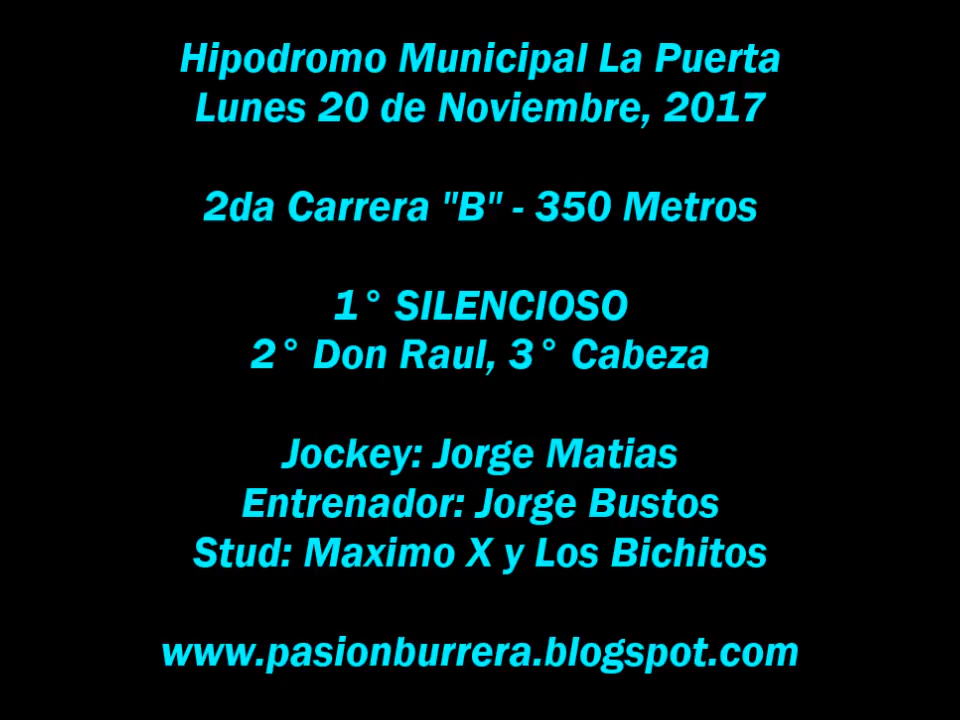 Hipodromo Municipal La Puerta
Lunes 20 de Noviembre, 2017
2da Carrera "B" - 350 Metros
1° SILENCIOSO
2° Don Raul, 3° Cabeza
Jockey: Jorge Matias
Entrenador: Jorge Bustos
Stud: Maximo X y Los Bichitos
www.pasionburrera.blogspot.com